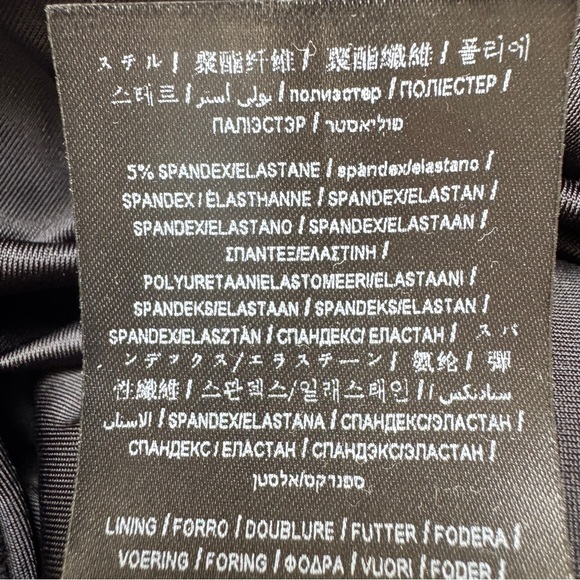 ステル / 聚酯纤维 / 聚酯纖維 / 폴리에
스테르 / بولي أستر / полиэстер / ПОЛІЕСТЕР /
ПАЛІЭСТЭР / פוליאסטר
5% SPANDEX/ELASTANE / spandex/elastano /
SPANDEX / ÉLASTHANNE / SPANDEX/ELASTAN /
SPANDEX/ELASTANO / SPANDEX/ELASTAAN /
ΣΠΑΝΤΕΞ/ΕΛΑΣΤΙΝΗ /
POLYURETAANIELASTOMEERI/ELASTAANI /
SPANDEKS/ELASTAAN / SPANDEKS/ELASTAN /
SPANDEX/ELASZTÁN / СПАНДЕКС/ ЕЛАСТАН / スパ
ンデックス/エラステーン / 氨纶 / 彈
性纖維 / 스판덱스/일래스태인 / سباندكس / ا
الاستان / SPANDEX/ELASTANA / СПАНДЕКС/ЭЛАСТАН /
СПАНДЕКС / ЕЛАСТАН / СПАНДЭКС/ЭЛАСТАН /
ספנדקס/אלסטן
LINING / FORRO / DOUBLURE / FUTTER / FODERA /
VOERING / FORING / ΦΟΔΡΑ / VUORI / FODER /